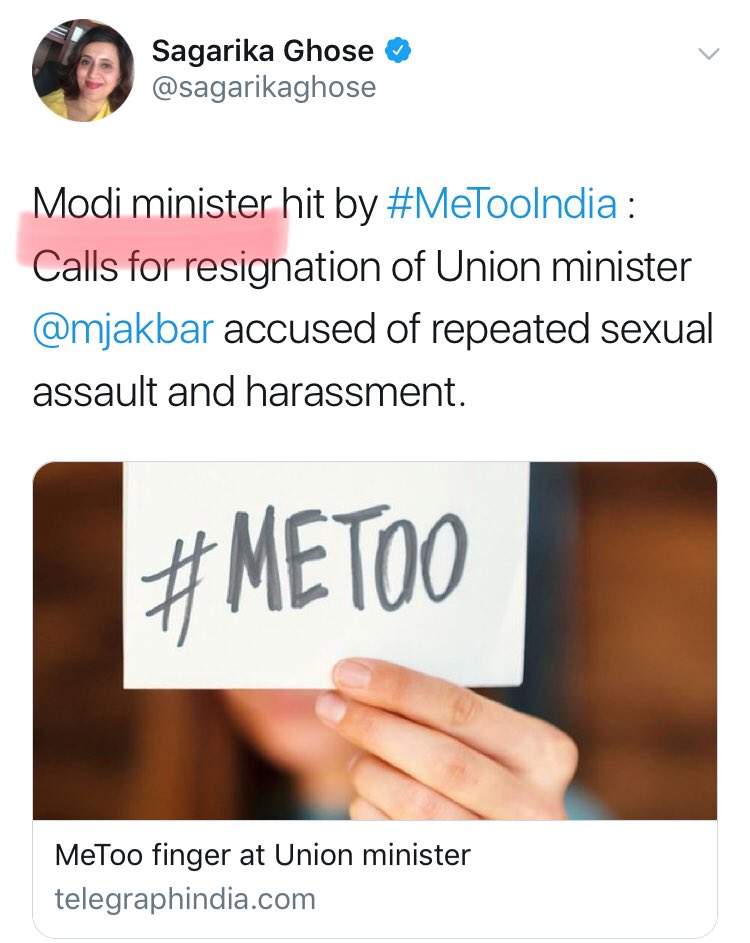 Sagarika Ghose
@sagarikaghose
Modi minister hit by #MeTooIndia :
Calls for resignation of Union minister
@mjakbar accused of repeated sexual
assault and harassment.
#METOO
MeToo finger at Union minister
telegraphindia.com